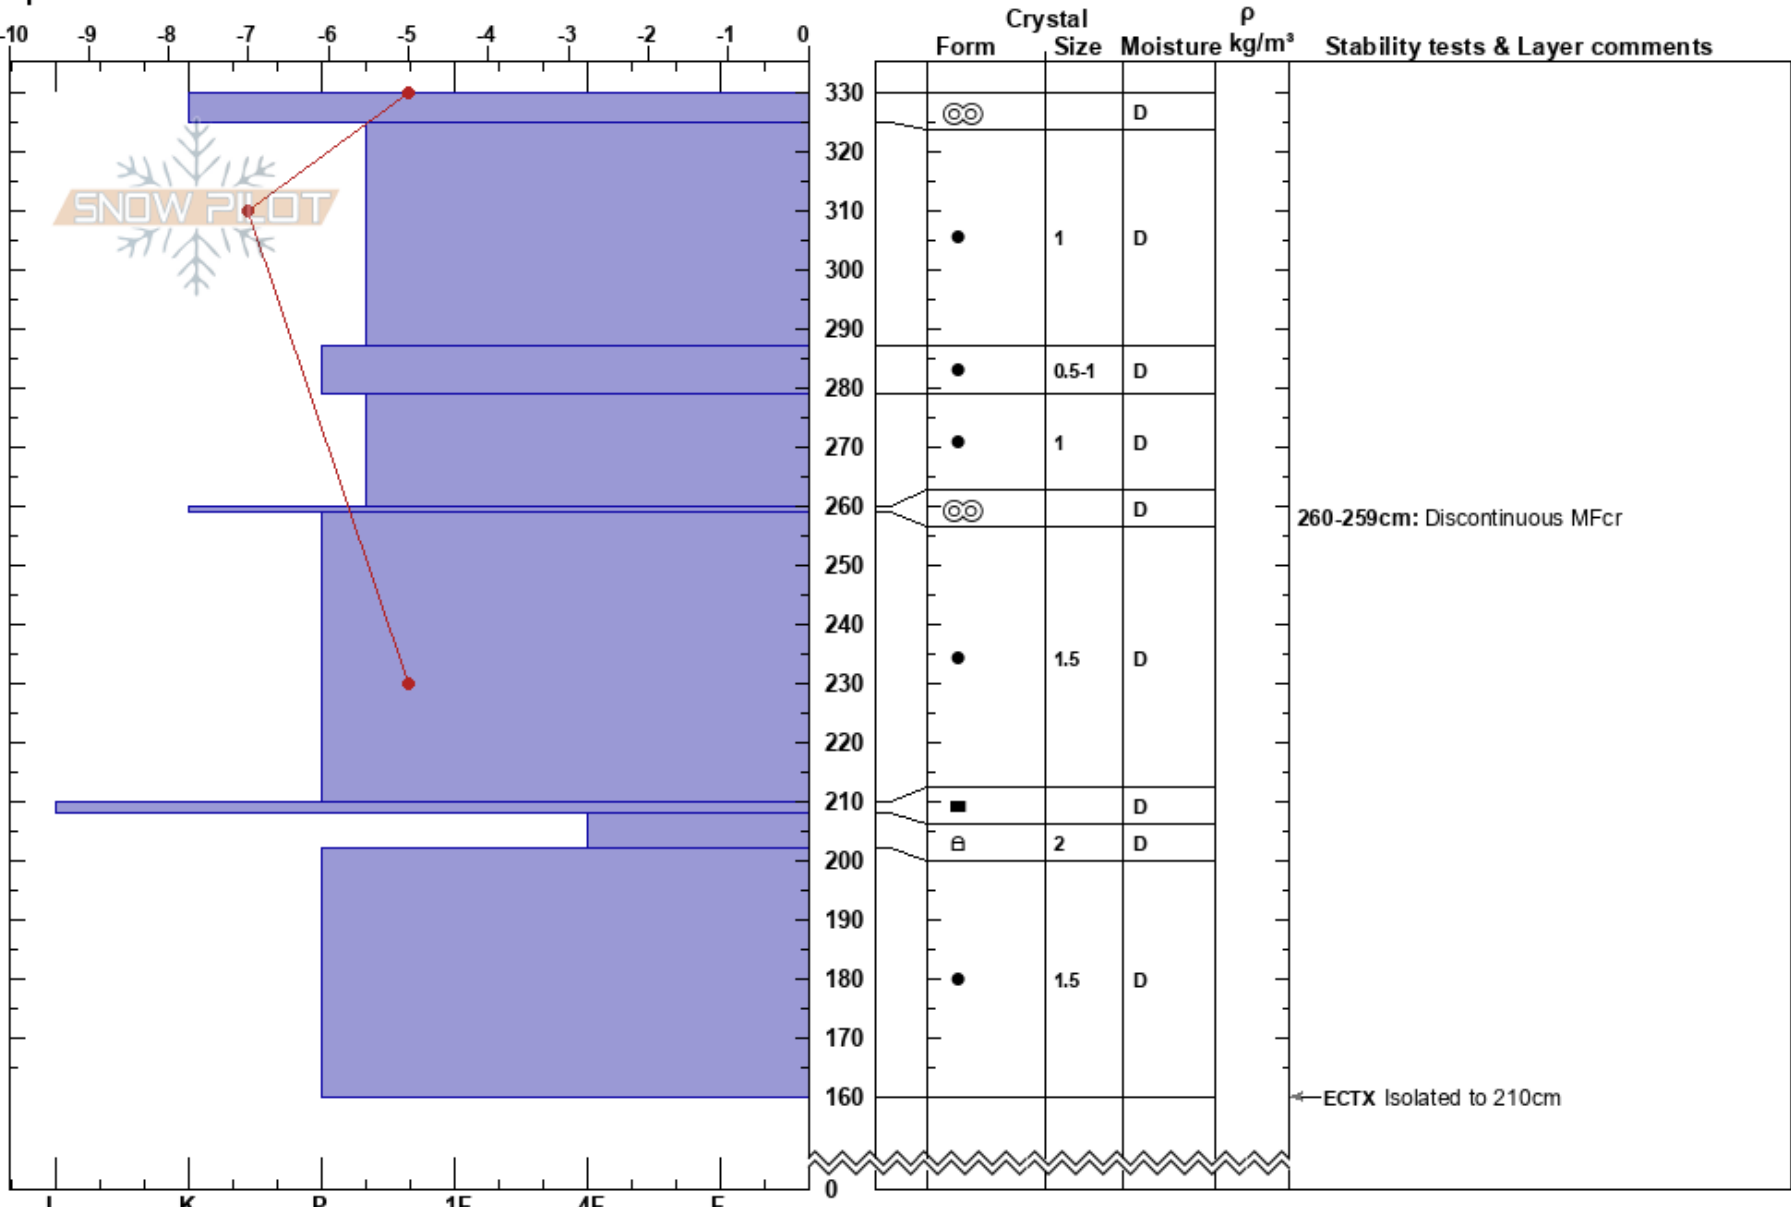 Crystal ρ
-10 -9 -8 -7 -6 -5 -4 -3 -2 -1 0 Form Size Moisture kg/m³ Stability tests & Layer comments
330
D
320
SNOW PILOT
310
1 D
300
290
0.5-1 D
280
270 1 D
260
D
260-259cm: Discontinuous MFcr
250
240
1.5 D
230
220
210 D
2 D
200
190
180 1.5 D
170
160 ECTX Isolated to 210cm
0
I K P 1F 4F F